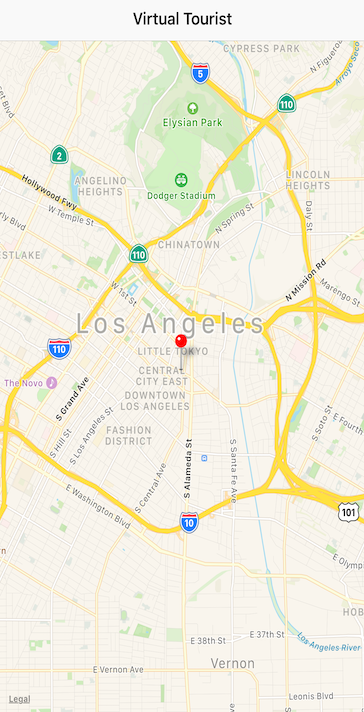 Virtual Tourist
CYPRESS PARK
N Figueroa
5
Arroyo Seco
110
Elysian Park
2
ANGELINO
HEIGHTS
LINCOLN
HEIGHTS
Hollywood Fwy
Dodger Stadium
W Temple St
N Spring St
Daly St
CHINATOWN
110
N Mission Rd
Marengo St
W 1st St
Los Angeles
110
LITTLE TOKYO
CENTRAL
CITY EAST
The Novo
S Grand Ave
DOWNTOWN
LOS ANGELES
S Hill St
S Los Angeles St
FASHION
DISTRICT
S Soto St
E Fourth
S Alameda St
S Santa Fe Ave
S Central Ave
E Washington Blvd
101
10
E Olymp
HOB
E 38th St
E 37th St
Los Angeles River
Vernon
E Vernon Ave
Leonis Blvd
Legal